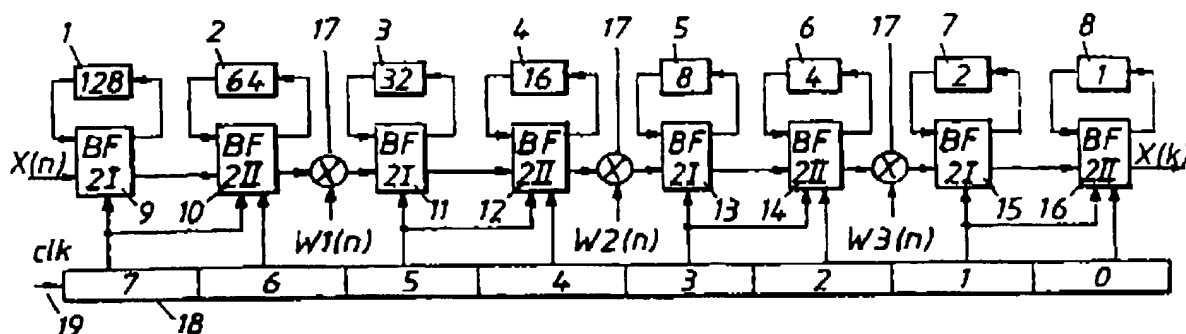 1 2 17 3 4 17 5 6 17 7 8
128 64 32 16 8 4 2 1
X(n) BF 2I BF 2II X BF 2I BF 2II X BF 2I BF 2II X BF 2I BF 2II X(k)
9 10 11 12 13 14 15 16
clk W1(n) W2(n) W3(n)
7 6 5 4 3 2 1 0
19 18